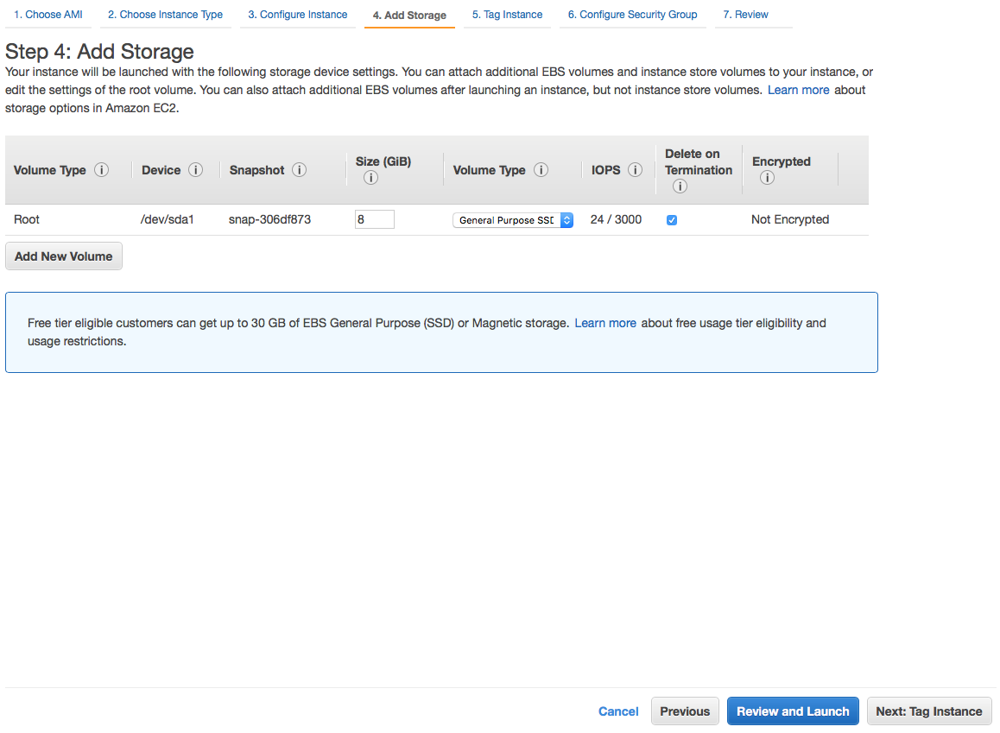 1. Choose AMI 2. Choose Instance Type 3. Configure Instance 4. Add Storage 5. Tag Instance 6. Configure Security Group 7. Review
Step 4: Add Storage
Your instance will be launched with the following storage device settings. You can attach additional EBS volumes and instance store volumes to your instance, or
edit the settings of the root volume. You can also attach additional EBS volumes after launching an instance, but not instance store volumes. Learn more about
storage options in Amazon EC2.
Volume Type i Device i Snapshot i Size (GiB) i Volume Type i IOPS i Delete on Termination i Encrypted i
Root /dev/sda1 snap-306df873 8 General Purpose SSD 24 / 3000 Not Encrypted
Add New Volume
Free tier eligible customers can get up to 30 GB of EBS General Purpose (SSD) or Magnetic storage. Learn more about free usage tier eligibility and
usage restrictions.
Cancel Previous Review and Launch Next: Tag Instance